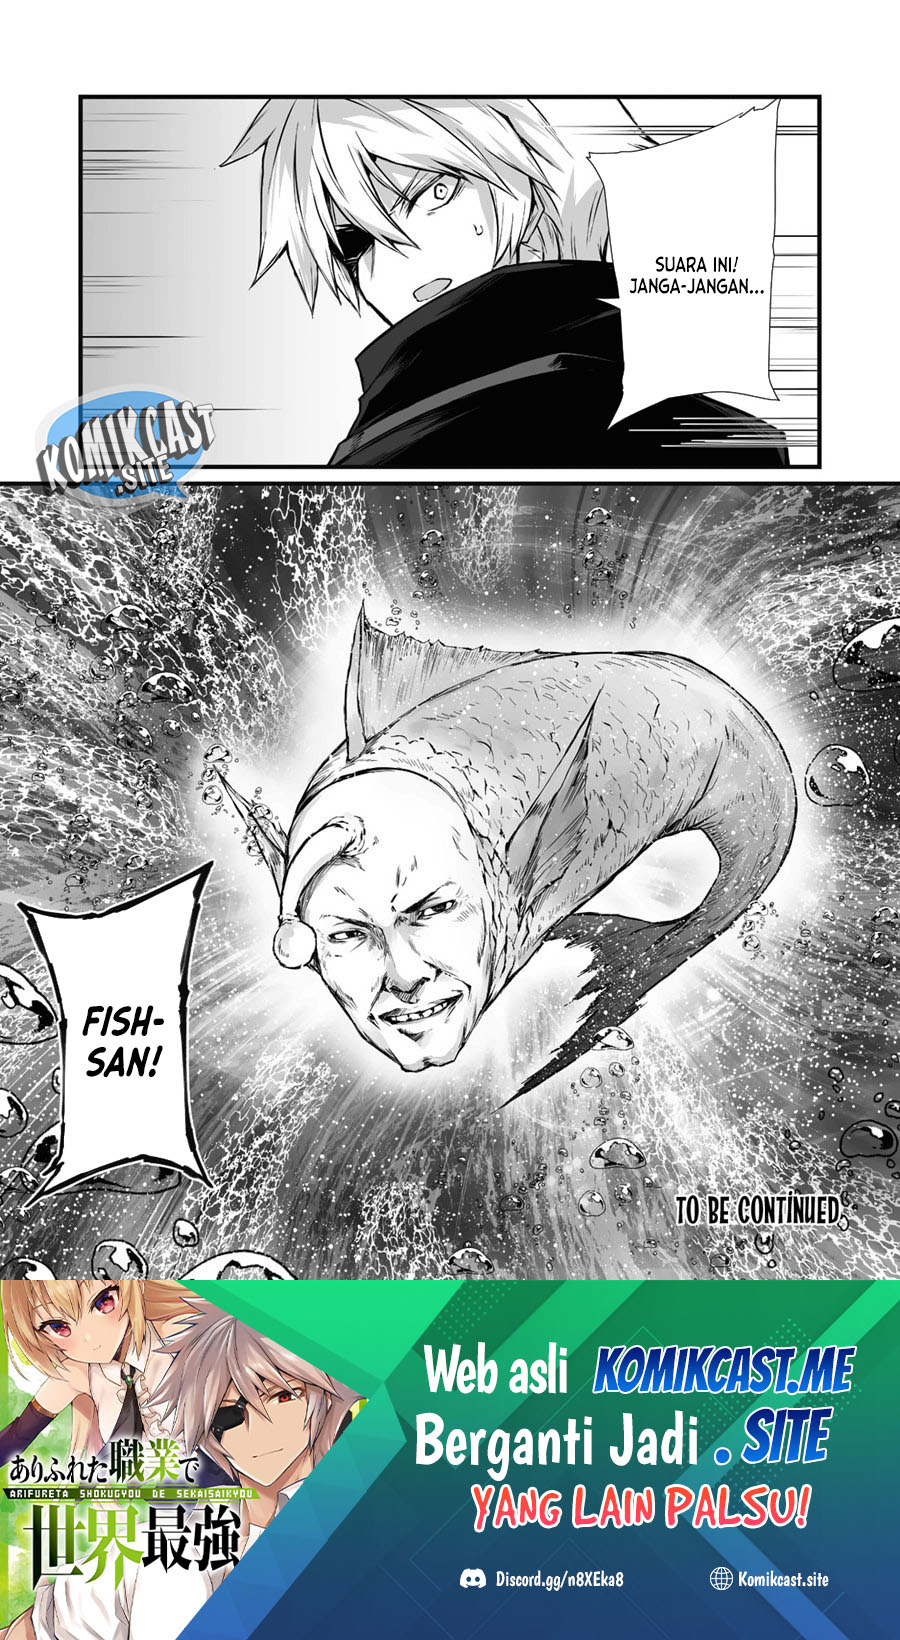 SUARA INI!
JANGA-JANGAN...
KOMIKCAST
.SITE
FISH-
SAN!
TO BE CONTINUED
Web asli KOMIKCAST.ME
Berganti Jadi .SITE
YANG LAIN PALSU!
ありふれた職業で
ARIFURETA SHOKUGYOU DE SEKAISAIKYOU
世界最強
Discord.gg/n8XEka8
Komikcast.site